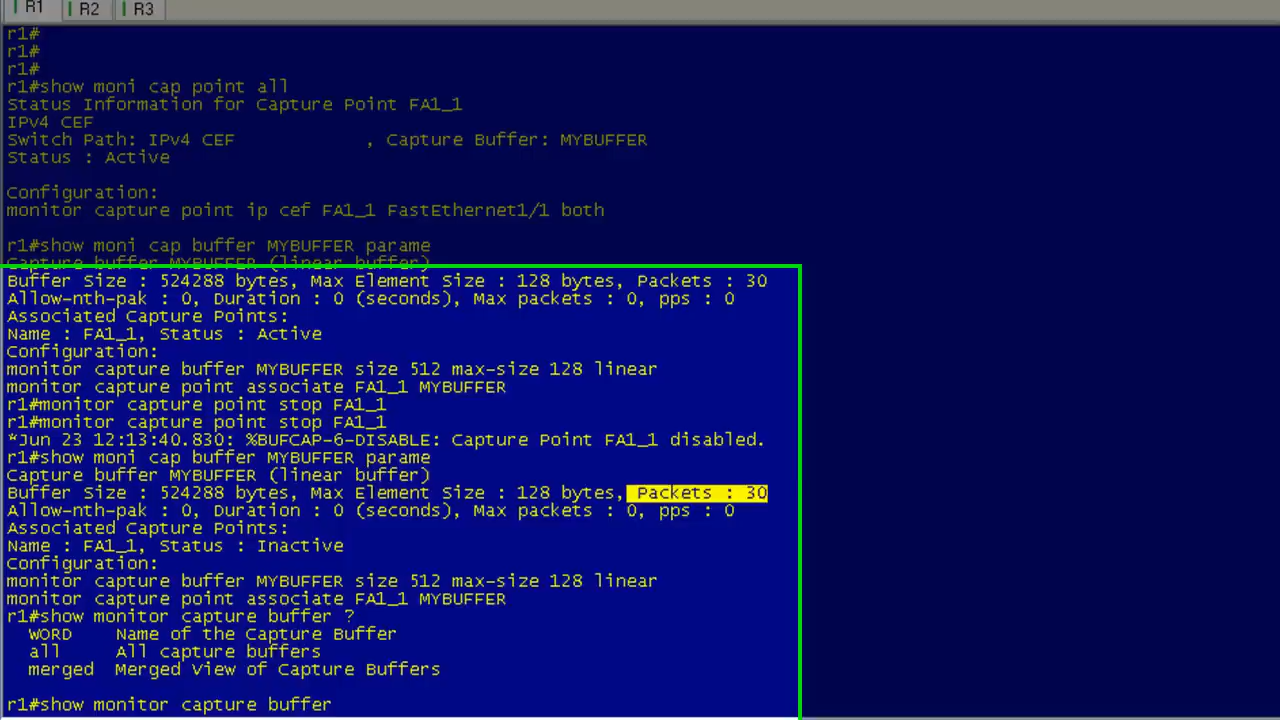 R1 R2 R3
r1#
r1#
r1#
r1#show moni cap point all
Status Information for Capture Point FA1_1
IPv4 CEF
Switch Path: IPv4 CEF , Capture Buffer: MYBUFFER
Status : Active
Configuration:
monitor capture point ip cef FA1_1 FastEthernet1/1 both
r1#show moni cap buffer MYBUFFER parame
Capture buffer MYBUFFER (linear buffer)
Buffer Size : 524288 bytes, Max Element Size : 128 bytes, Packets : 30
Allow-nth-pak : 0, Duration : 0 (seconds), Max packets : 0, pps : 0
Associated Capture Points:
Name : FA1_1, Status : Active
Configuration:
monitor capture buffer MYBUFFER size 512 max-size 128 linear
monitor capture point associate FA1_1 MYBUFFER
r1#monitor capture point stop FA1_1
r1#monitor capture point stop FA1_1
*Jun 23 12:13:40.830: %BUFCAP-6-DISABLE: Capture Point FA1_1 disabled.
r1#show moni cap buffer MYBUFFER parame
Capture buffer MYBUFFER (linear buffer)
Buffer Size : 524288 bytes, Max Element Size : 128 bytes, Packets : 30
Allow-nth-pak : 0, Duration : 0 (seconds), Max packets : 0, pps : 0
Associated Capture Points:
Name : FA1_1, Status : Inactive
Configuration:
monitor capture buffer MYBUFFER size 512 max-size 128 linear
monitor capture point associate FA1_1 MYBUFFER
r1#show monitor capture buffer ?
WORD Name of the Capture Buffer
all All capture buffers
merged Merged View of Capture Buffers
r1#show monitor capture buffer